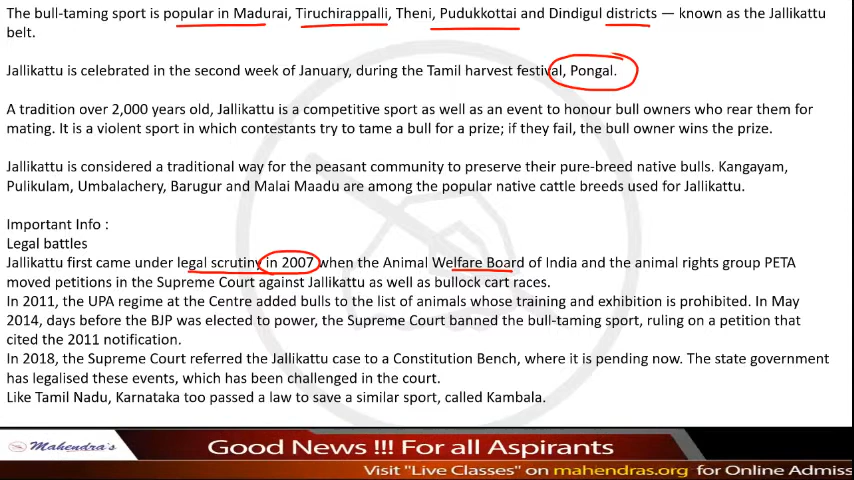 The bull-taming sport is popular in Madurai, Tiruchirappalli, Theni, Pudukkottai and Dindigul districts — known as the Jallikattu
belt.
Jallikattu is celebrated in the second week of January, during the Tamil harvest festival, Pongal.
A tradition over 2,000 years old, Jallikattu is a competitive sport as well as an event to honour bull owners who rear them for
mating. It is a violent sport in which contestants try to tame a bull for a prize; if they fail, the bull owner wins the prize.
Jallikattu is considered a traditional way for the peasant community to preserve their pure-breed native bulls. Kangayam,
Pulikulam, Umbalachery, Barugur and Malai Maadu are among the popular native cattle breeds used for Jallikattu.
Important Info :
Legal battles
Jallikattu first came under legal scrutiny in 2007 when the Animal Welfare Board of India and the animal rights group PETA
moved petitions in the Supreme Court against Jallikattu as well as bullock cart races.
In 2011, the UPA regime at the Centre added bulls to the list of animals whose training and exhibition is prohibited. In May
2014, days before the BJP was elected to power, the Supreme Court banned the bull-taming sport, ruling on a petition that
cited the 2011 notification.
In 2018, the Supreme Court referred the Jallikattu case to a Constitution Bench, where it is pending now. The state government
has legalised these events, which has been challenged in the court.
Like Tamil Nadu, Karnataka too passed a law to save a similar sport, called Kambala.
Mahendra's
Good News !!! For all Aspirants
Visit "Live Classes" on mahendras.org for Online Admiss